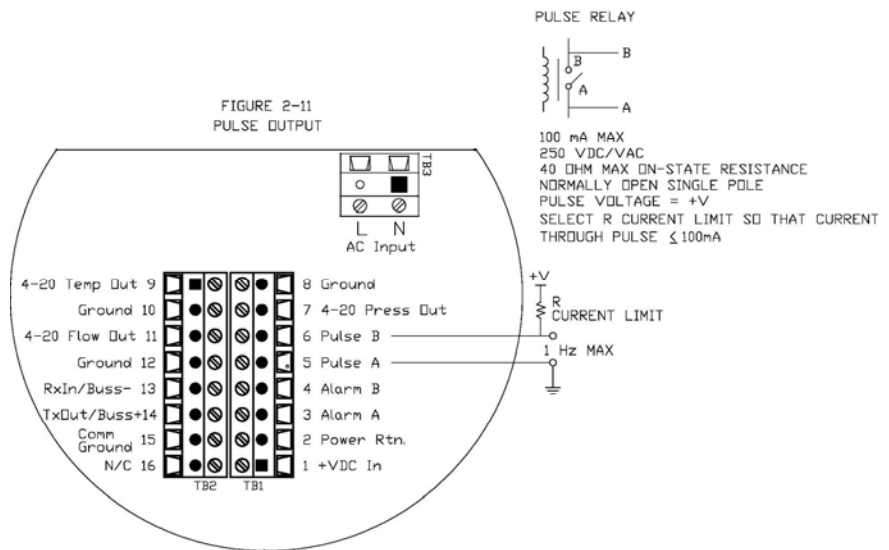 PULSE RELAY
B
B
A
A
100 mA MAX
250 VDC/VAC
40 OHM MAX ON-STATE RESISTANCE
NORMALLY OPEN SINGLE POLE
PULSE VOLTAGE = +V
SELECT R CURRENT LIMIT SO THAT CURRENT
THROUGH PULSE ≤100mA
FIGURE 2-11
PULSE OUTPUT
TB3
L N
AC Input
4-20 Temp Out 9
Ground 10
4-20 Flow Out 11
Ground 12
RxIn/Buss- 13
TxOut/Buss+14
Comm
Ground 15
N/C 16
TB2 TB1
8 Ground
7 4-20 Press Out
6 Pulse B
5 Pulse A
4 Alarm B
3 Alarm A
2 Power Rtn.
1 +VDC In
+V
R
CURRENT LIMIT
1 Hz MAX